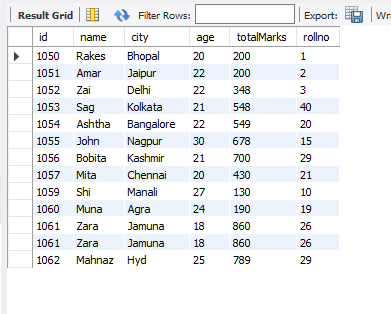 Result Grid Filter Rows: Export: Wra
id name city age totalMarks rollno
1050 Rakes Bhopal 20 200 1
1051 Amar Jaipur 22 200 2
1052 Zai Delhi 22 348 3
1053 Sag Kolkata 21 548 40
1054 Ashtha Bangalore 22 549 20
1055 John Nagpur 30 678 15
1056 Bobita Kashmir 21 700 29
1057 Mita Chennai 20 430 21
1059 Shi Manali 27 130 10
1060 Muna Agra 24 190 19
1061 Zara Jamuna 18 860 26
1061 Zara Jamuna 18 860 26
1062 Mahnaz Hyd 25 789 29